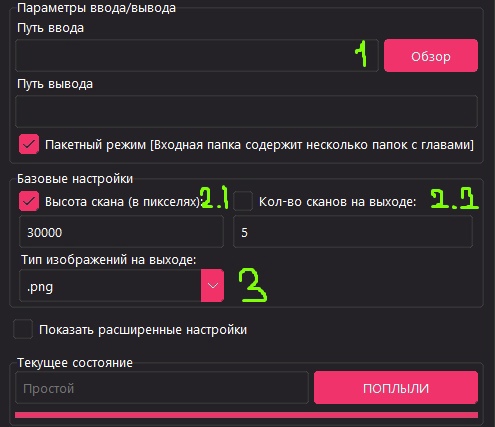 Параметры ввода/вывода
Путь ввода
1
Обзор
Путь вывода
Пакетный режим [Входная папка содержит несколько папок с главами]
Базовые настройки
Высота скана (в пикселях): 2.1 Кол-во сканов на выходе: 2.2
30000 5
Тип изображений на выходе:
.png 3
Показать расширенные настройки
Текущее состояние
Простой ПОПЛЫЛИ